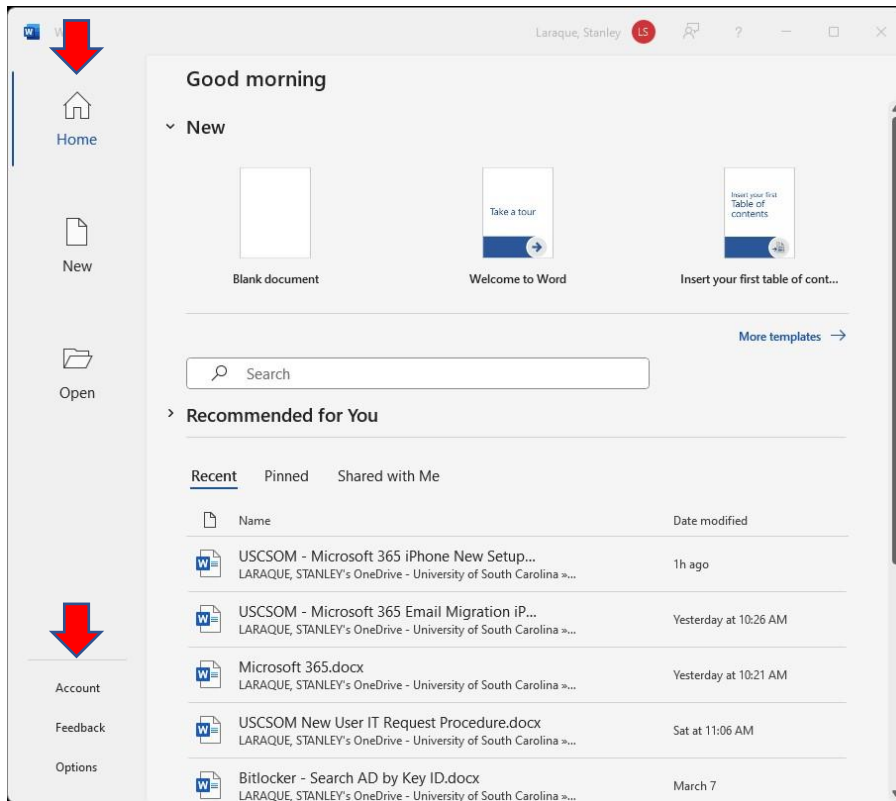 W
Laraque, Stanley LS ?
Good morning
Home
New
Take a tour
Insert your first
Table of
contents
Blank document Welcome to Word Insert your first table of cont...
New
More templates
Search
Open
Recommended for You
Recent Pinned Shared with Me
Name Date modified
USCSOM - Microsoft 365 iPhone New Setup...
LARAQUE, STANLEY's OneDrive - University of South Carolina »...
1h ago
USCSOM - Microsoft 365 Email Migration iP...
LARAQUE, STANLEY's OneDrive - University of South Carolina »...
Yesterday at 10:26 AM
Microsoft 365.docx
LARAQUE, STANLEY's OneDrive - University of South Carolina »...
Yesterday at 10:21 AM
USCSOM New User IT Request Procedure.docx
LARAQUE, STANLEY's OneDrive - University of South Carolina »...
Sat at 11:06 AM
Bitlocker - Search AD by Key ID.docx
LARAQUE, STANLEY's OneDrive - University of South Carolina »...
March 7
Account
Feedback
Options